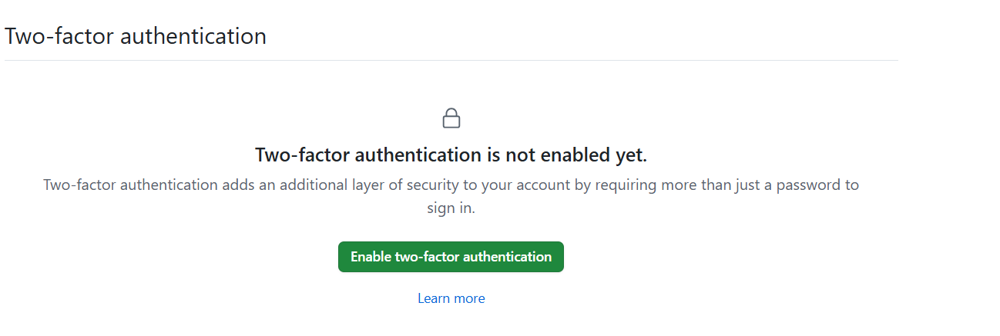 Two-factor authentication
Two-factor authentication is not enabled yet.
Two-factor authentication adds an additional layer of security to your account by requiring more than just a password to
sign in.
Enable two-factor authentication
Learn more